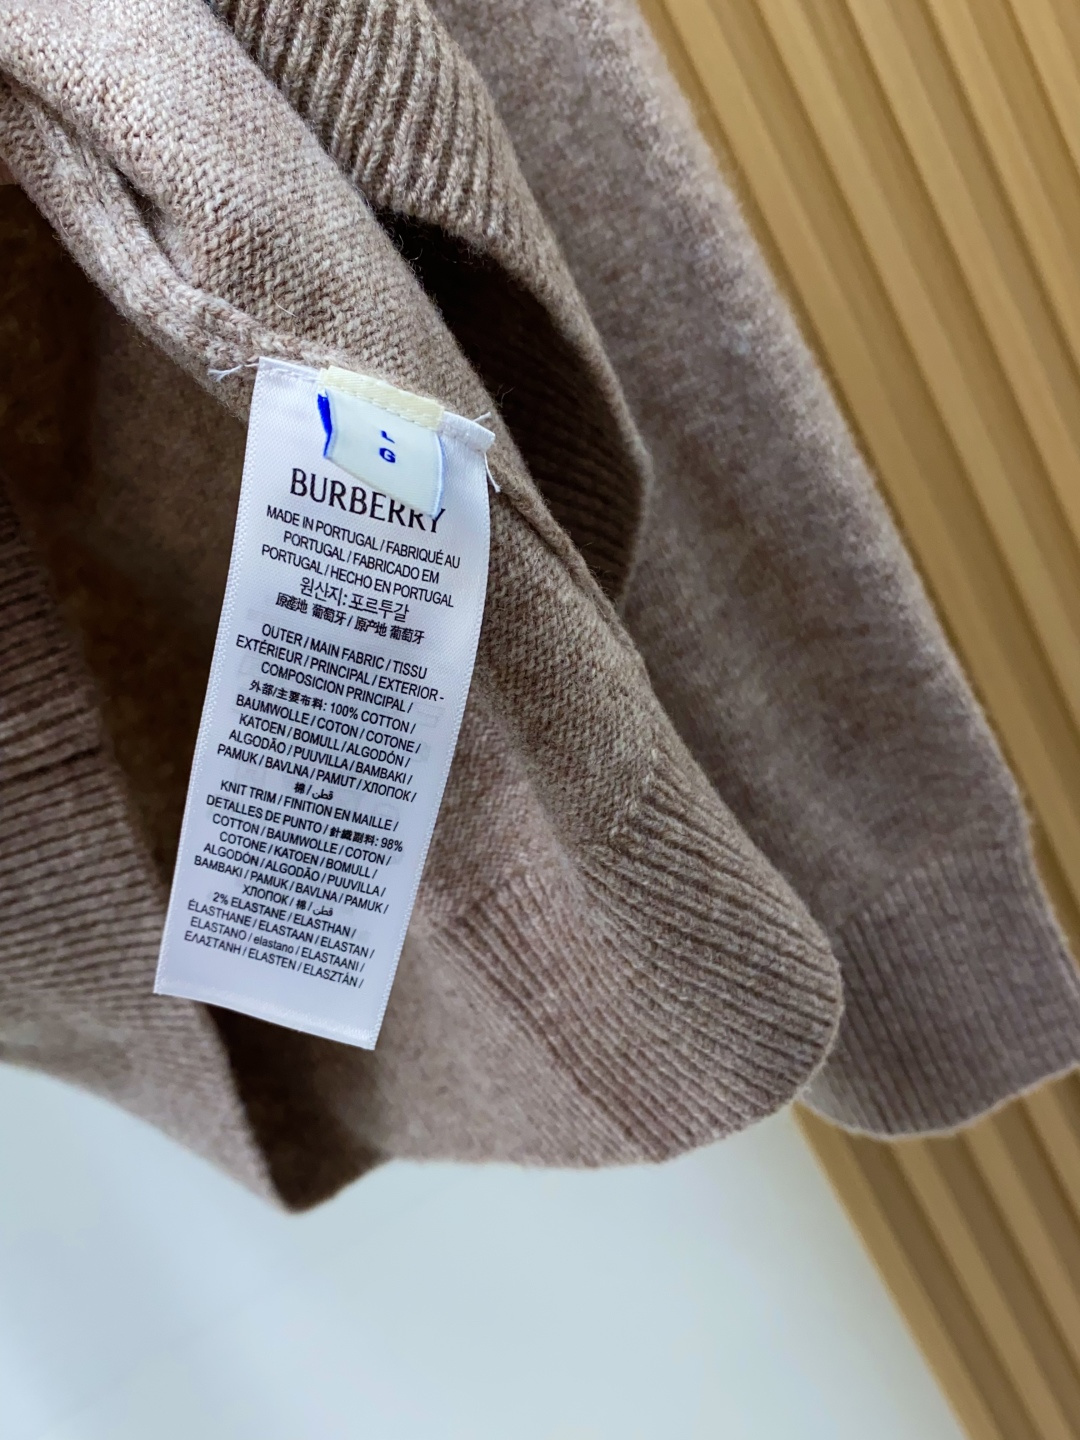 L
G
BURBERRY
MADE IN PORTUGAL / FABRIQUÉ AU
PORTUGAL / FABRICADO EM
PORTUGAL / HECHO EN PORTUGAL
원산지: 포르투갈
原產地 葡萄牙 / 原产地 葡萄牙
OUTER / MAIN FABRIC / TISSU
EXTÉRIEUR / PRINCIPAL / EXTERIOR -
COMPOSICION PRINCIPAL /
外部/主要布料: 100% COTTON /
BAUMWOLLE / COTON / COTONE /
KATOEN / BOMULL / ALGODÓN /
ALGODÃO / PUUVILLA / BAMBAKI /
PAMUK / BAVLNA / PAMUT / ХЛОПОК /
棉 / قطن
KNIT TRIM / FINITION EN MAILLE /
DETALLES DE PUNTO / 針織副料: 98%
COTTON / BAUMWOLLE / COTON /
COTONE / KATOEN / BOMULL /
ALGODÓN / ALGODÃO / PUUVILLA /
BAMBAKI / PAMUK / BAVLNA / PAMUK /
ХЛОПОК / 棉 / قطن
2% ELASTANE / ELASTHAN /
ÉLASTHANE / ELASTAAN / ELASTAN /
ELASTANO / elastano / ELASTAANI /
ΕΛΑΣΤΑΝΗ / ELASTEN / ELASZTÁN /